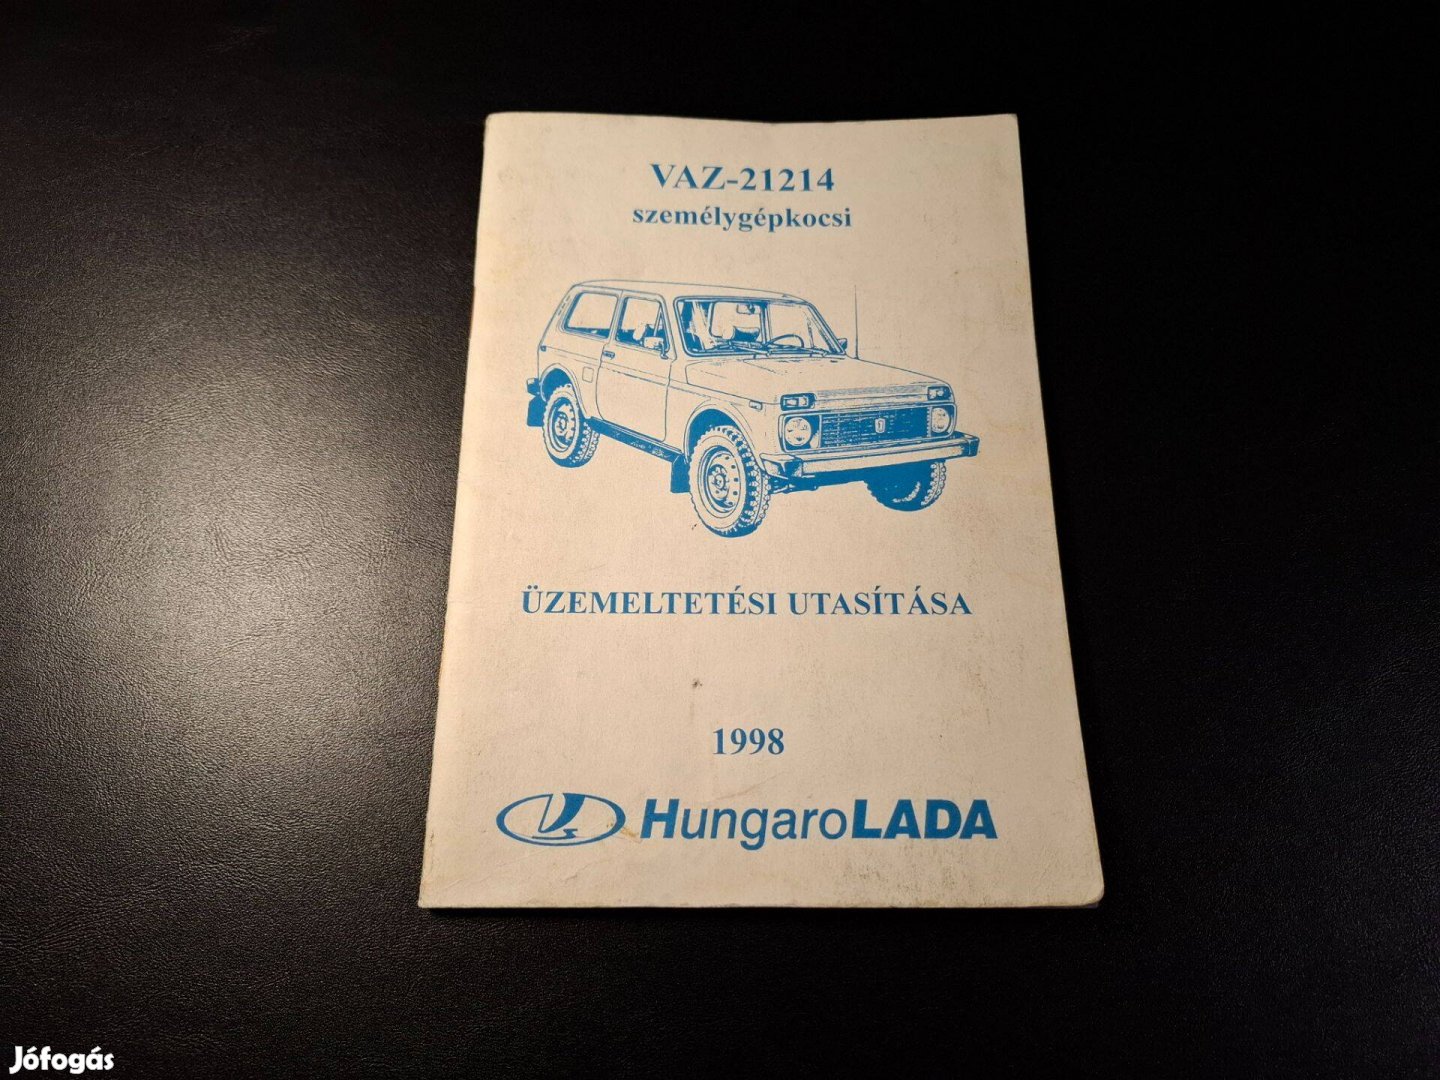 VAZ-21214
személygépkocsi
ÜZEMELTETÉSI UTASÍTÁSA
1998
HungaroLADA
Jófogás